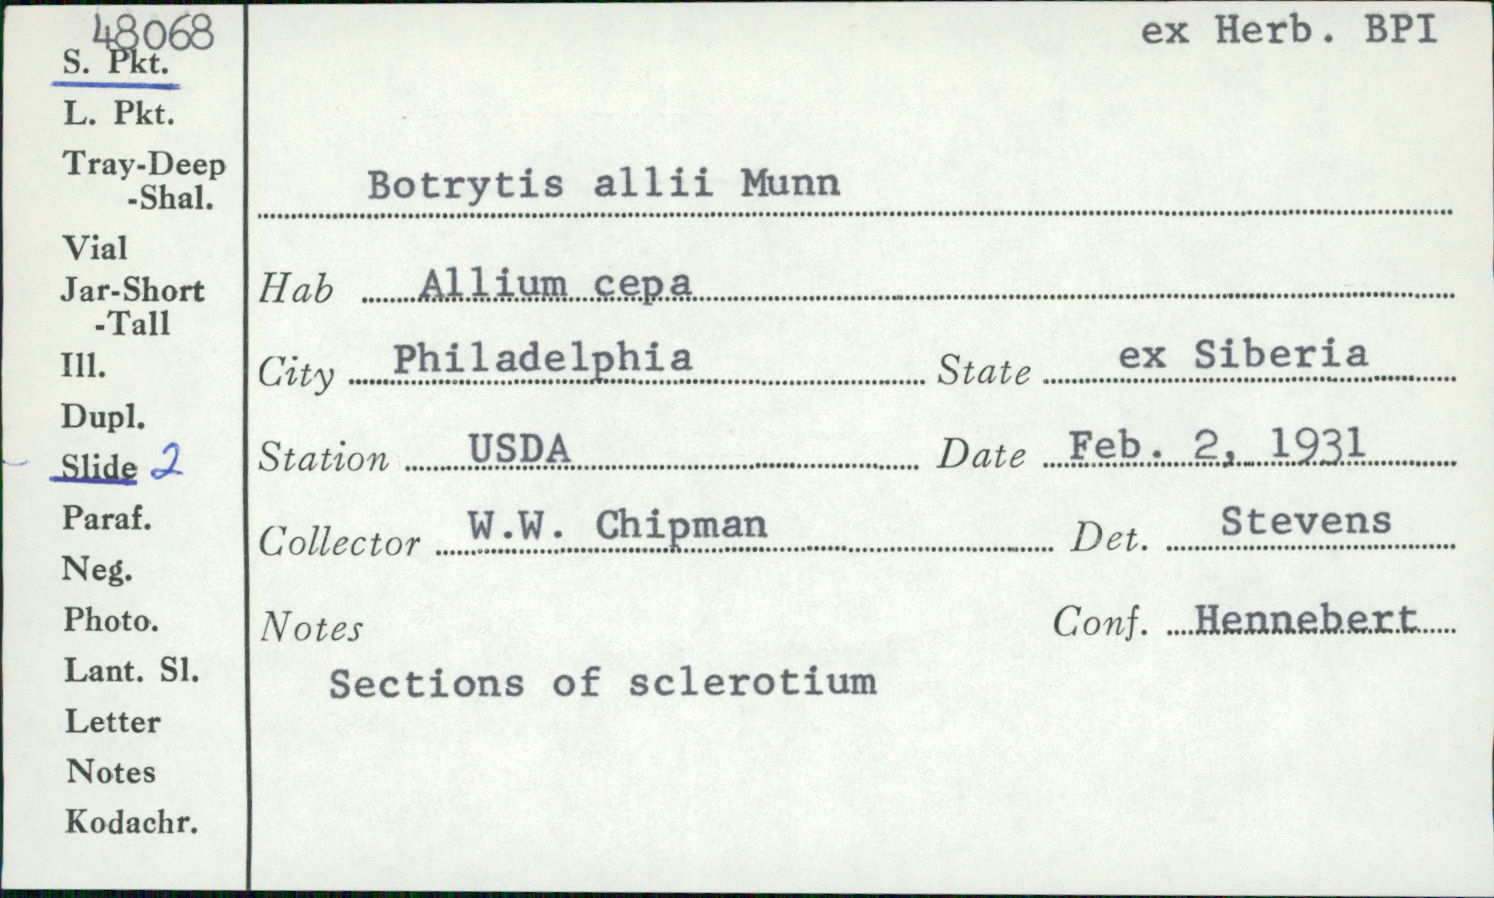 48068
S. Pkt.
L. Pkt.
Tray-Deep
-Shal.
Vial
Jar-Short
-Tall
Ill.
Dupl.
Slide 2
Paraf.
Neg.
Photo.
Lant. Sl.
Letter
Notes
Kodachr.
ex Herb. BPI
Botrytis allii Munn
Hab Allium cepa
City Philadelphia State ex Siberia
Station USDA Date Feb. 2, 1931
Collector W.W. Chipman Det. Stevens
Notes Conf. Hennebert
Sections of sclerotium